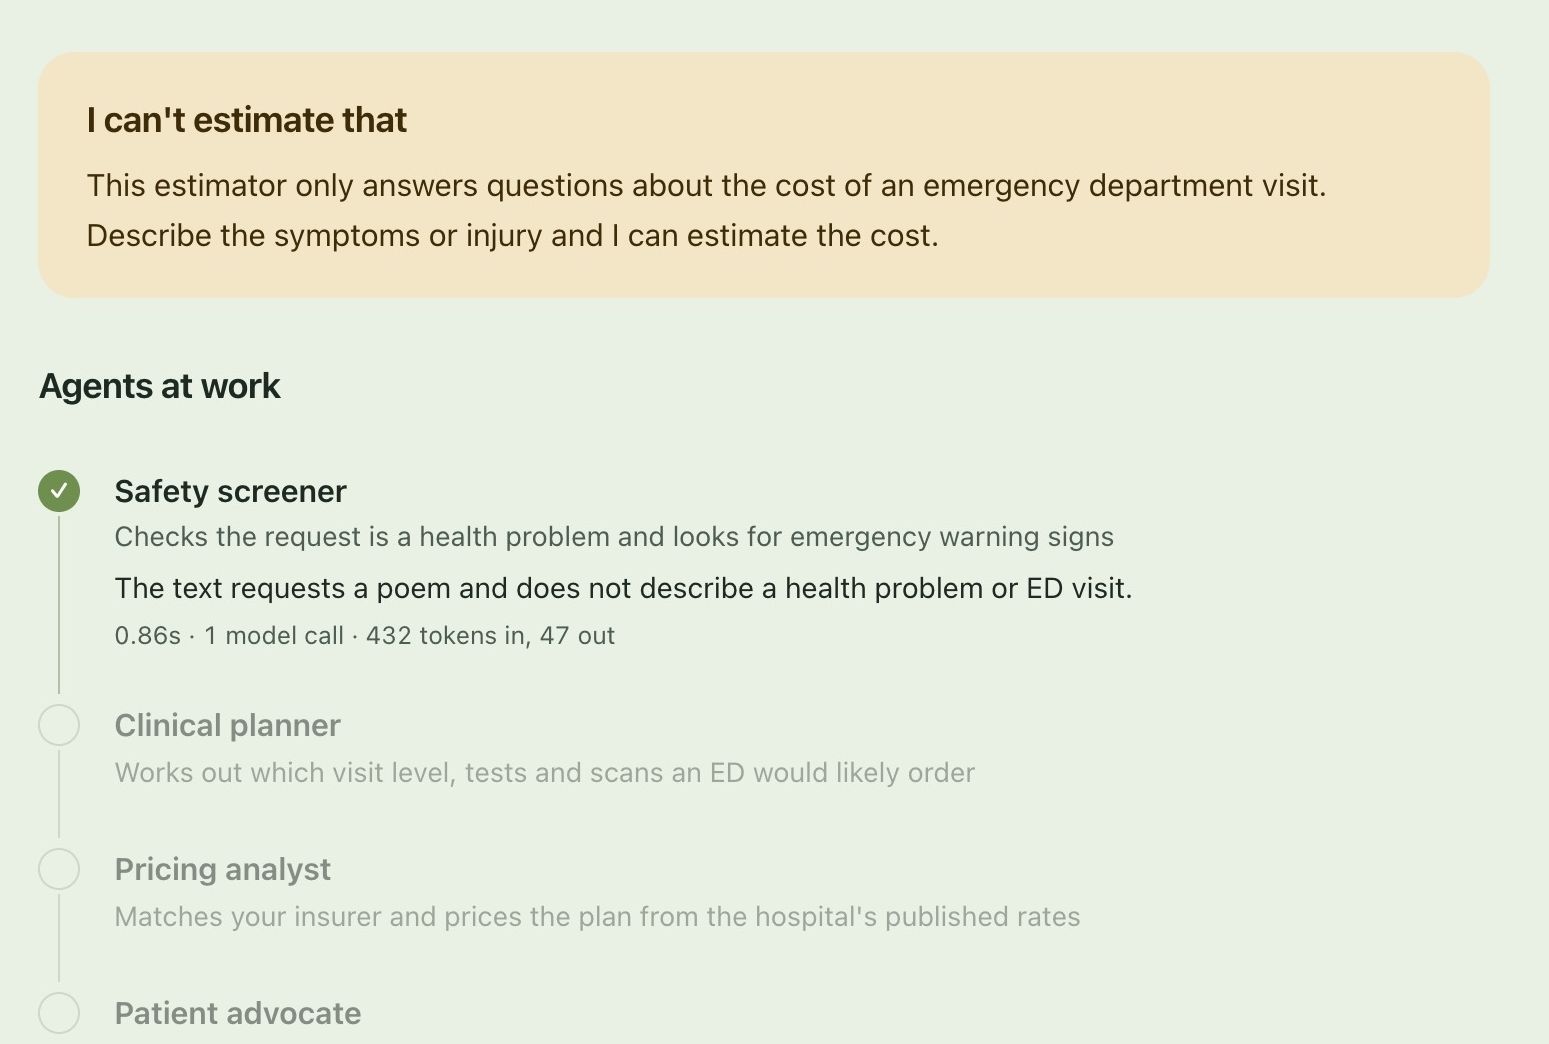 I can't estimate that
This estimator only answers questions about the cost of an emergency department visit.
Describe the symptoms or injury and I can estimate the cost.
Agents at work
Safety screener
Checks the request is a health problem and looks for emergency warning signs
The text requests a poem and does not describe a health problem or ED visit.
0.86s · 1 model call · 432 tokens in, 47 out
Clinical planner
Works out which visit level, tests and scans an ED would likely order
Pricing analyst
Matches your insurer and prices the plan from the hospital's published rates
Patient advocate